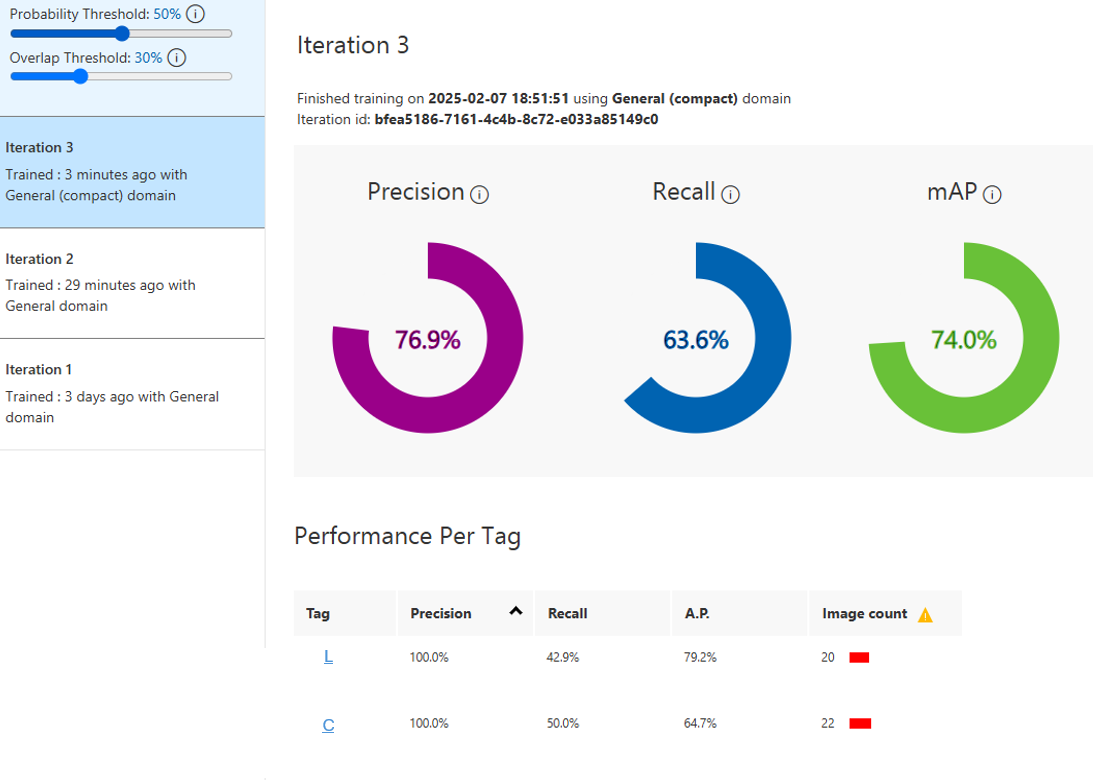 Probability Threshold: 50%
Overlap Threshold: 30%
Iteration 3
Trained : 3 minutes ago with
General (compact) domain
Iteration 2
Trained : 29 minutes ago with
General domain
Iteration 1
Trained : 3 days ago with General
domain
Iteration 3
Finished training on 2025-02-07 18:51:51 using General (compact) domain
Iteration id: bfea5186-7161-4c4b-8c72-e033a85149c0
Precision Recall mAP
76.9% 63.6% 74.0%
Performance Per Tag
Tag Precision Recall A.P. Image count
L 100.0% 42.9% 79.2% 20
C 100.0% 50.0% 64.7% 22